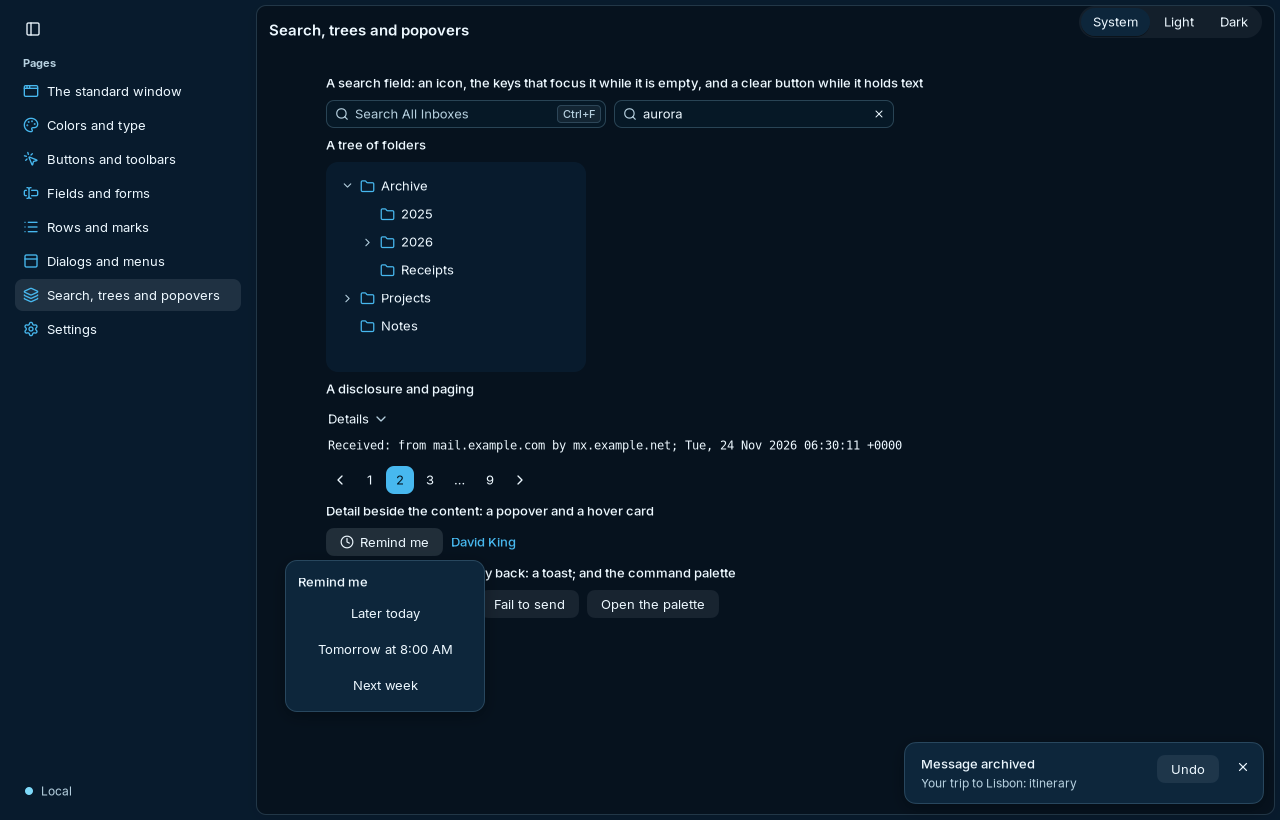 Search, trees and popovers
System
Light
Dark
Pages
The standard window
Colors and type
Buttons and toolbars
Fields and forms
Rows and marks
Dialogs and menus
Search, trees and popovers
Settings
Local
A search field: an icon, the keys that focus it while it is empty, and a clear button while it holds text
Search All Inboxes
Ctrl+F
aurora
A tree of folders
Archive
2025
2026
Receipts
Projects
Notes
A disclosure and paging
Details
Received: from mail.example.com by mx.example.net; Tue, 24 Nov 2026 06:30:11 +0000
1
2
3
...
9
Detail beside the content: a popover and a hover card
Remind me
David King
y back: a toast; and the command palette
Fail to send
Open the palette
Remind me
Later today
Tomorrow at 8:00 AM
Next week
Message archived
Your trip to Lisbon: itinerary
Undo